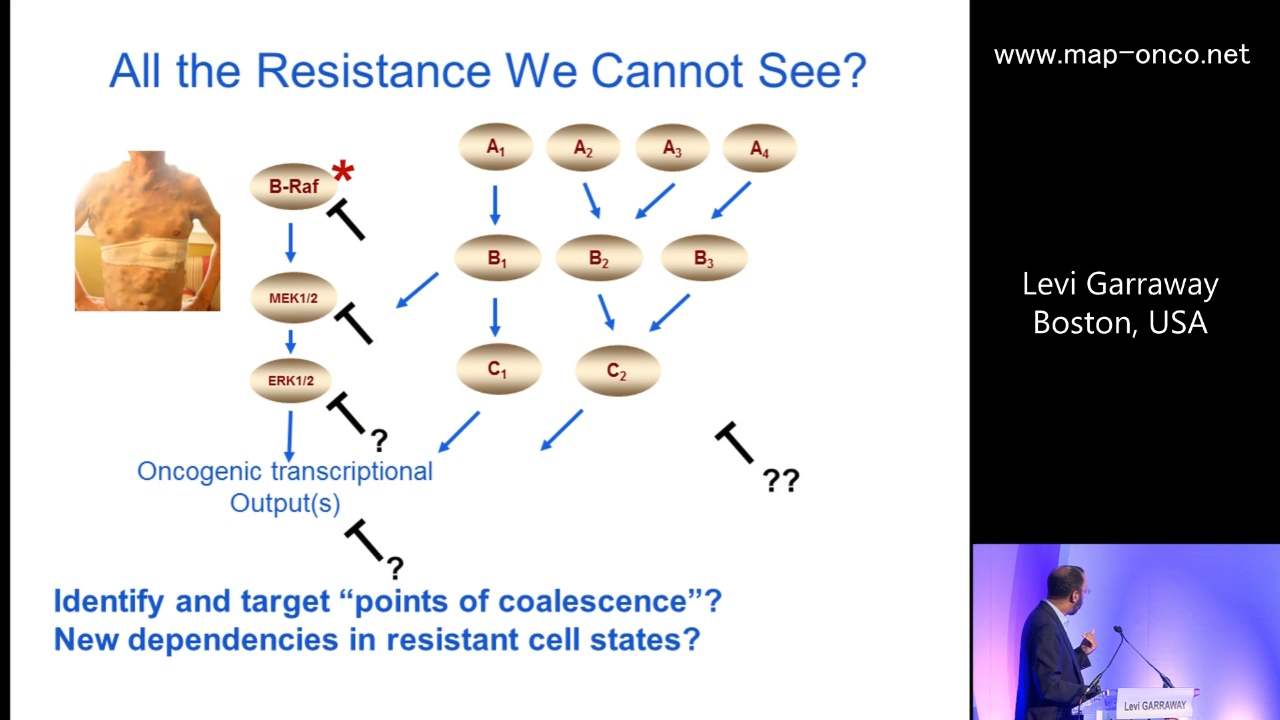 All the Resistance We Cannot See?
www.map-onco.net
A1 A2 A3 A4
B-Raf *
B1 B2 B3
MEK1/2
Levi Garraway
Boston, USA
C1 C2
ERK1/2
?
Oncogenic transcriptional
Output(s)
??
?
Identify and target “points of coalescence”?
New dependencies in resistant cell states?
Levi GARRAWAY